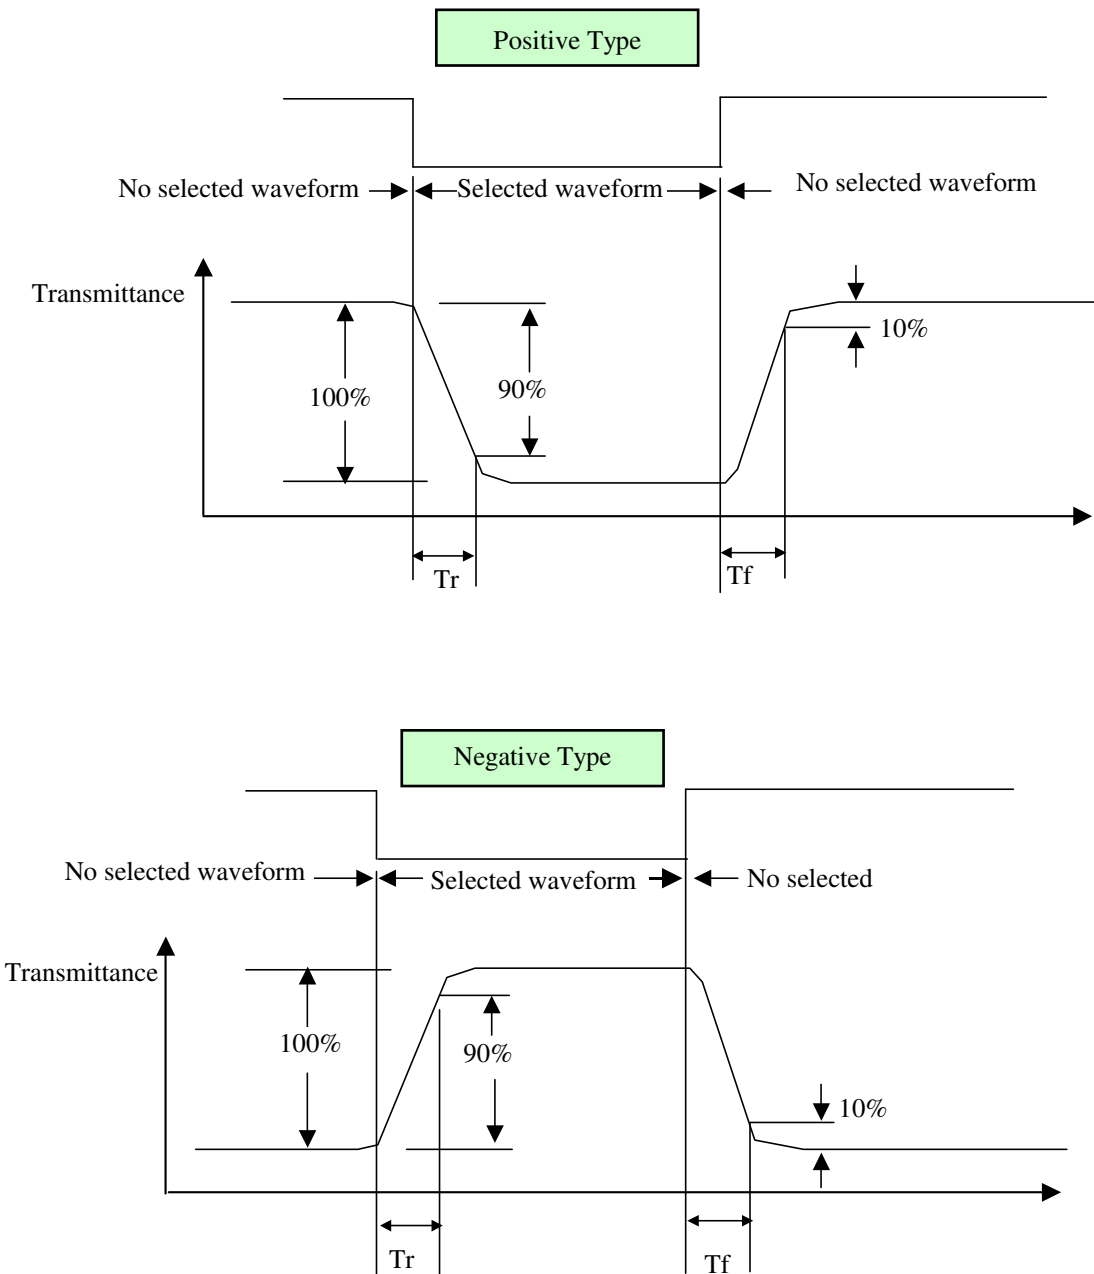 Positive Type
No selected waveform
Selected waveform
No selected waveform
Transmittance
10%
100%
90%
Tr
Tf
Negative Type
No selected waveform
Selected waveform
No selected
Transmittance
100%
90%
10%
Tr
Tf